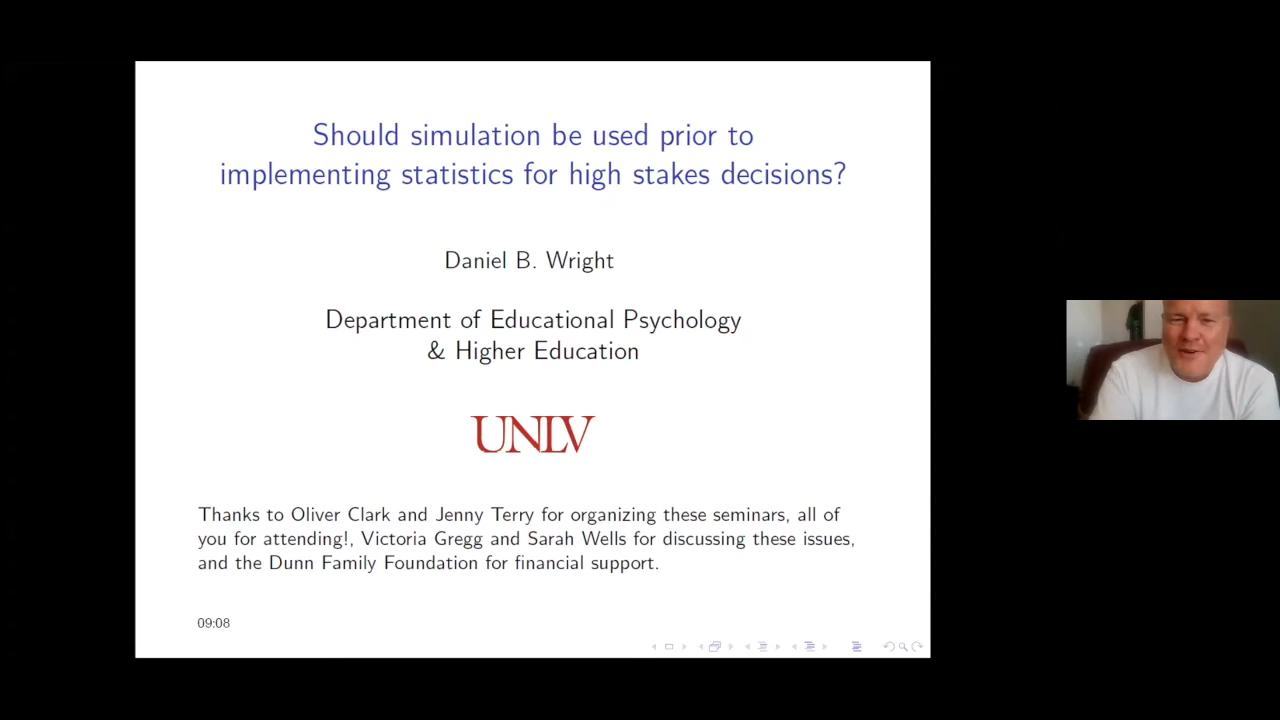 Should simulation be used prior to
implementing statistics for high stakes decisions?
Daniel B. Wright
Department of Educational Psychology
& Higher Education
UNLV
Thanks to Oliver Clark and Jenny Terry for organizing these seminars, all of
you for attending!, Victoria Gregg and Sarah Wells for discussing these issues,
and the Dunn Family Foundation for financial support.
09:08